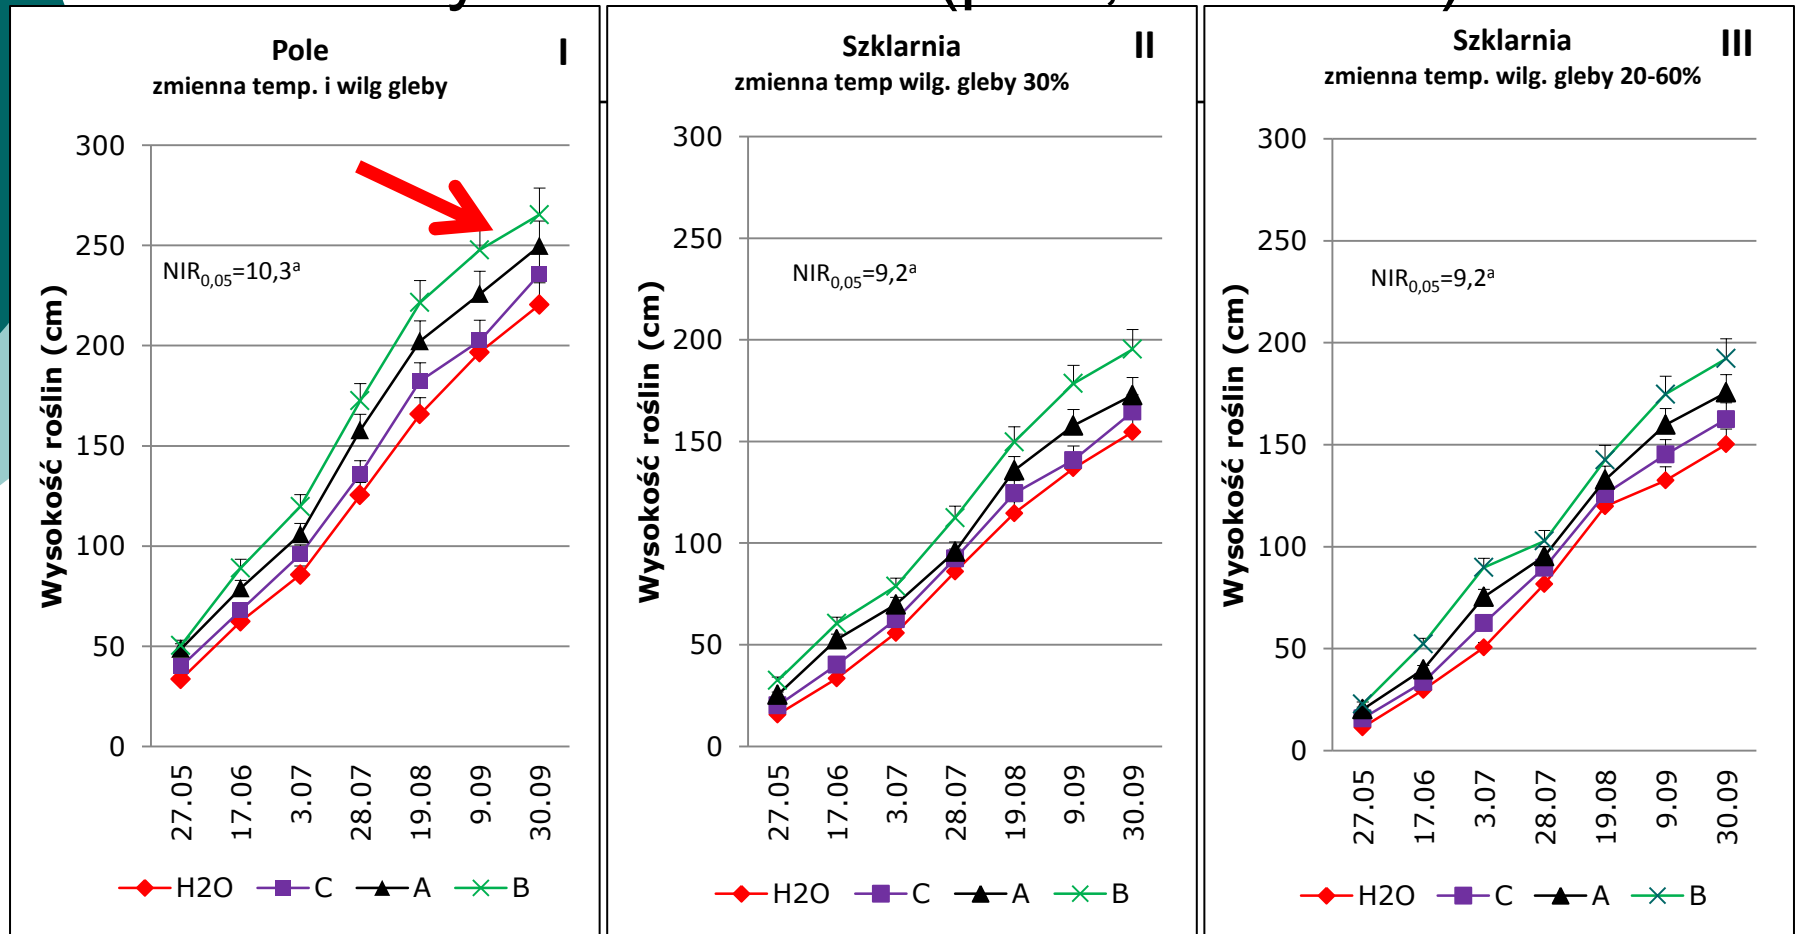 Pole
I
zmienna temp. i wilg gleby
300
250
200
150
100
50
0
NIR0,05=10,3ª
Wysokość roślin (cm)
27.05
17.06
3.07
28.07
19.08
9.09
30.09
H2O
C
A
B
Szklarnia
II
zmienna temp wilg. gleby 30%
300
250
200
150
100
50
0
NIR0,05=9,2ª
Wysokość roślin (cm)
27.05
17.06
3.07
28.07
19.08
9.09
30.09
H2O
C
A
B
Szklarnia
III
zmienna temp. wilg. gleby 20-60%
300
250
200
150
100
50
0
NIR0,05=9,2ª
Wysokość roślin (cm)
27.05
17.06
3.07
28.07
19.08
9.09
30.09
H2O
C
A
B